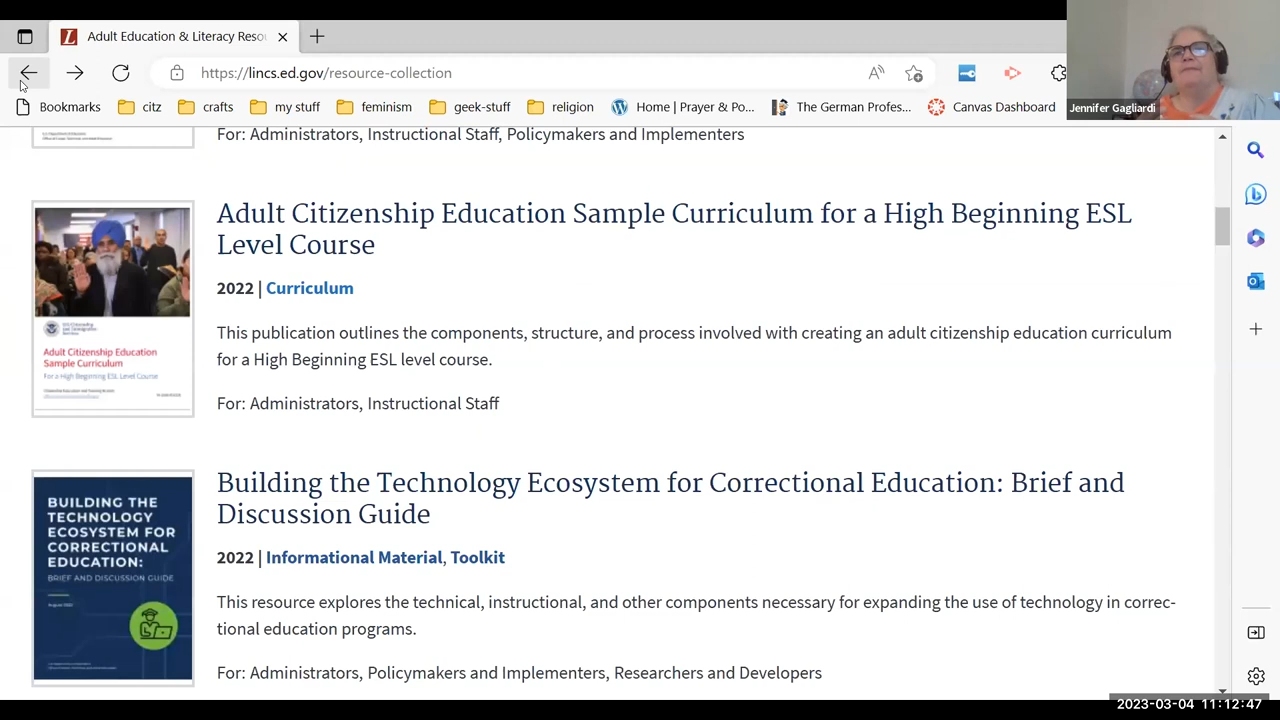 Adult Education & Literacy Reso
https://lincs.ed.gov/resource-collection
Bookmarks
citz
crafts
my stuff
feminism
geek-stuff
religion
Home | Prayer & Po...
The German Profes...
Canvas Dashboard
Jennifer Gagliardi
For: Administrators, Instructional Staff, Policymakers and Implementers
Adult Citizenship Education Sample Curriculum for a High Beginning ESL
Level Course
2022 | Curriculum
This publication outlines the components, structure, and process involved with creating an adult citizenship education curriculum
for a High Beginning ESL level course.
For: Administrators, Instructional Staff
Adult Citizenship Education
Sample Curriculum
For a High Beginning ESL Level Course
Building the Technology Ecosystem for Correctional Education: Brief and
Discussion Guide
2022 | Informational Material, Toolkit
This resource explores the technical, instructional, and other components necessary for expanding the use of technology in correc-
tional education programs.
For: Administrators, Policymakers and Implementers, Researchers and Developers
BUILDING THE
TECHNOLOGY
ECOSYSTEM FOR
CORRECTIONAL
EDUCATION:
BRIEF AND DISCUSSION GUIDE
August 2022
2023-03-04 11:12:47